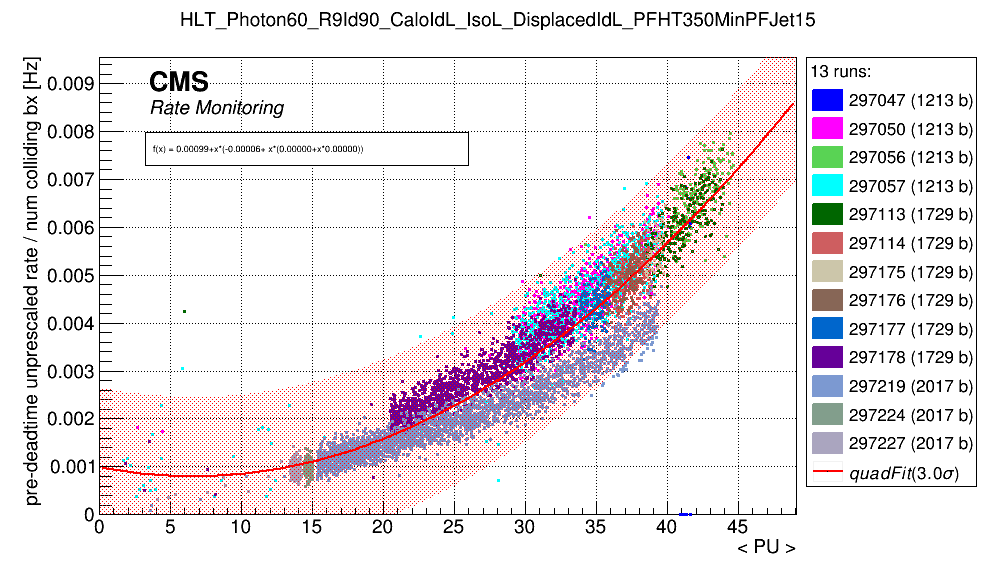 HLT_Photon60_R9Id90_CaloIdL_IsoL_DisplacedIdL_PFHT350MinPFJet15
pre-deadtime unprescaled rate / num colliding bx [Hz]
CMS
Rate Monitoring
f(x) = 0.00099+x*(-0.00006+ x*(0.00000+x*0.00000))
0.009
0.008
0.007
0.006
0.005
0.004
0.003
0.002
0.001
0
0 5 10 15 20 25 30 35 40 45
< PU >
13 runs:
297047 (1213 b)
297050 (1213 b)
297056 (1213 b)
297057 (1213 b)
297113 (1729 b)
297114 (1729 b)
297175 (1729 b)
297176 (1729 b)
297177 (1729 b)
297178 (1729 b)
297219 (2017 b)
297224 (2017 b)
297227 (2017 b)
quadFit(3.0σ)